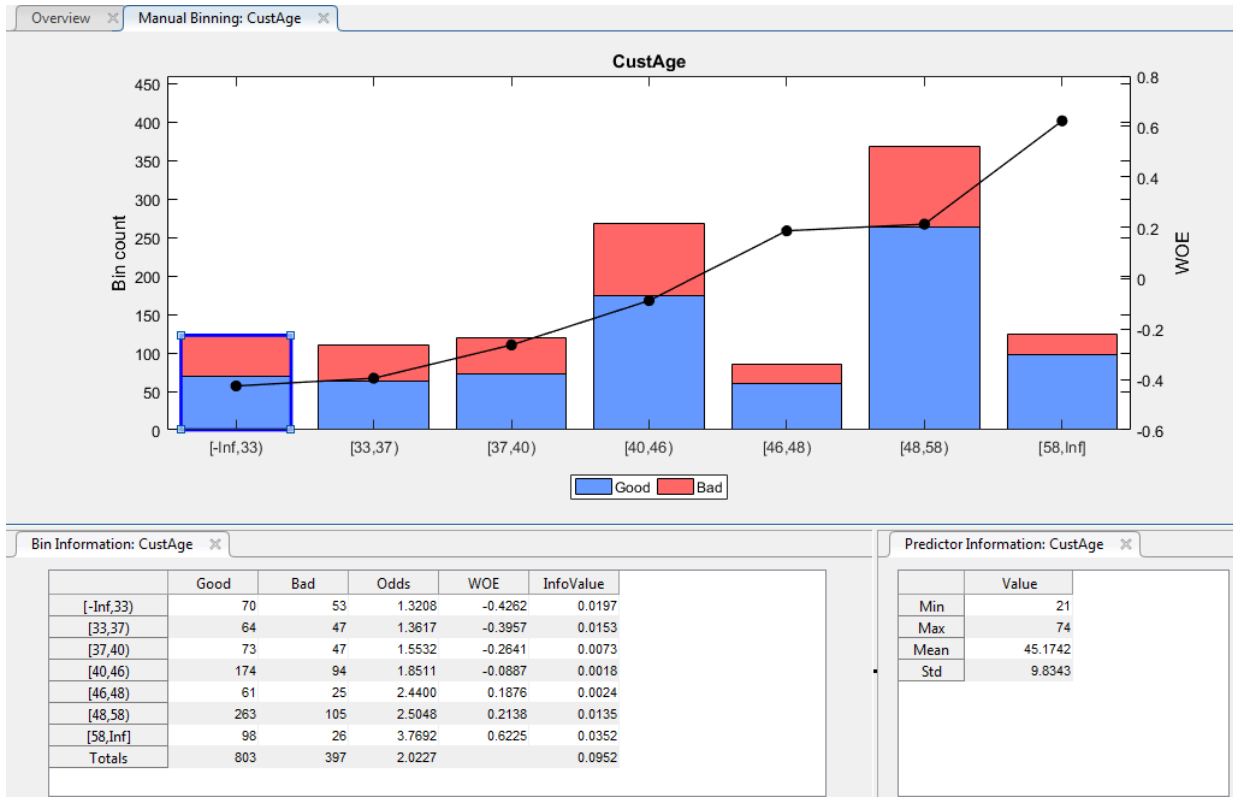 Overview Manual Binning: CustAge
CustAge
450
400
350
300
250
200
150
100
50
0
Bin count
0.8
0.6
0.4
0.2
0
-0.2
-0.4
-0.6
WOE
[-Inf,33) [33,37) [37,40) [40,46) [46,48) [48,58) [58,Inf]
Good Bad
Bin Information: CustAge
Good Bad Odds WOE InfoValue
[-Inf,33) 70 53 1.3208 -0.4262 0.0197
[33,37) 64 47 1.3617 -0.3957 0.0153
[37,40) 73 47 1.5532 -0.2641 0.0073
[40,46) 174 94 1.8511 -0.0887 0.0018
[46,48) 61 25 2.4400 0.1876 0.0024
[48,58) 263 105 2.5048 0.2138 0.0135
[58,Inf] 98 26 3.7692 0.6225 0.0352
Totals 803 397 2.0227 0.0952
Predictor Information: CustAge
Value
Min 21
Max 74
Mean 45.1742
Std 9.8343